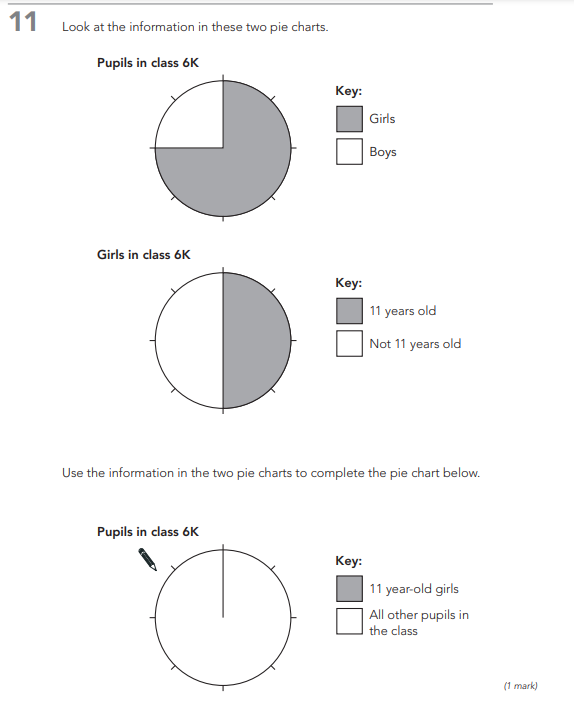 11
Look at the information in these two pie charts.
Pupils in class 6K
Key:
Girls
Boys
Girls in class 6K
Key:
11 years old
Not 11 years old
Use the information in the two pie charts to complete the pie chart below.
Pupils in class 6K
Key:
11 year-old girls
All other pupils in
the class
(1 mark)